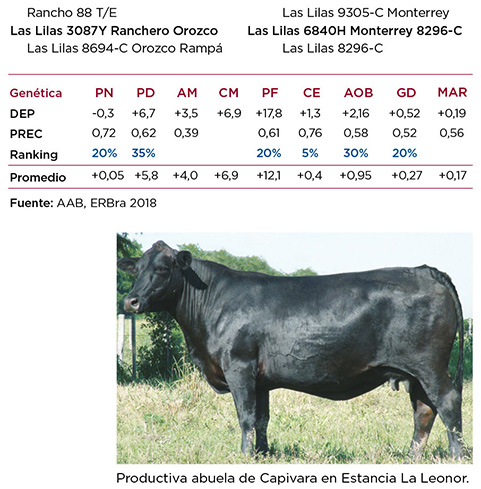 Rancho 88 T/E
Las Lilas 3087Y Ranchero Orozco
Las Lilas 8694-C Orozco Rampá
Las Lilas 9305-C Monterrey
Las Lilas 6840H Monterrey 8296-C
Las Lilas 8296-C
Genética PN PD AM CM PF CE AOB GD MAR
DEP -0,3 +6,7 +3,5 +6,9 +17,8 +1,3 +2,16 +0,52 +0,19
PREC 0,72 0,62 0,39 0,61 0,76 0,58 0,52 0,56
Ranking 20% 35% 20% 5% 30% 20%
Promedio +0,05 +5,8 +4,0 +6,9 +12,1 +0,4 +0,95 +0,27 +0,17
Fuente: AAB, ERBra 2018
Productiva abuela de Capivara en Estancia La Leonor.